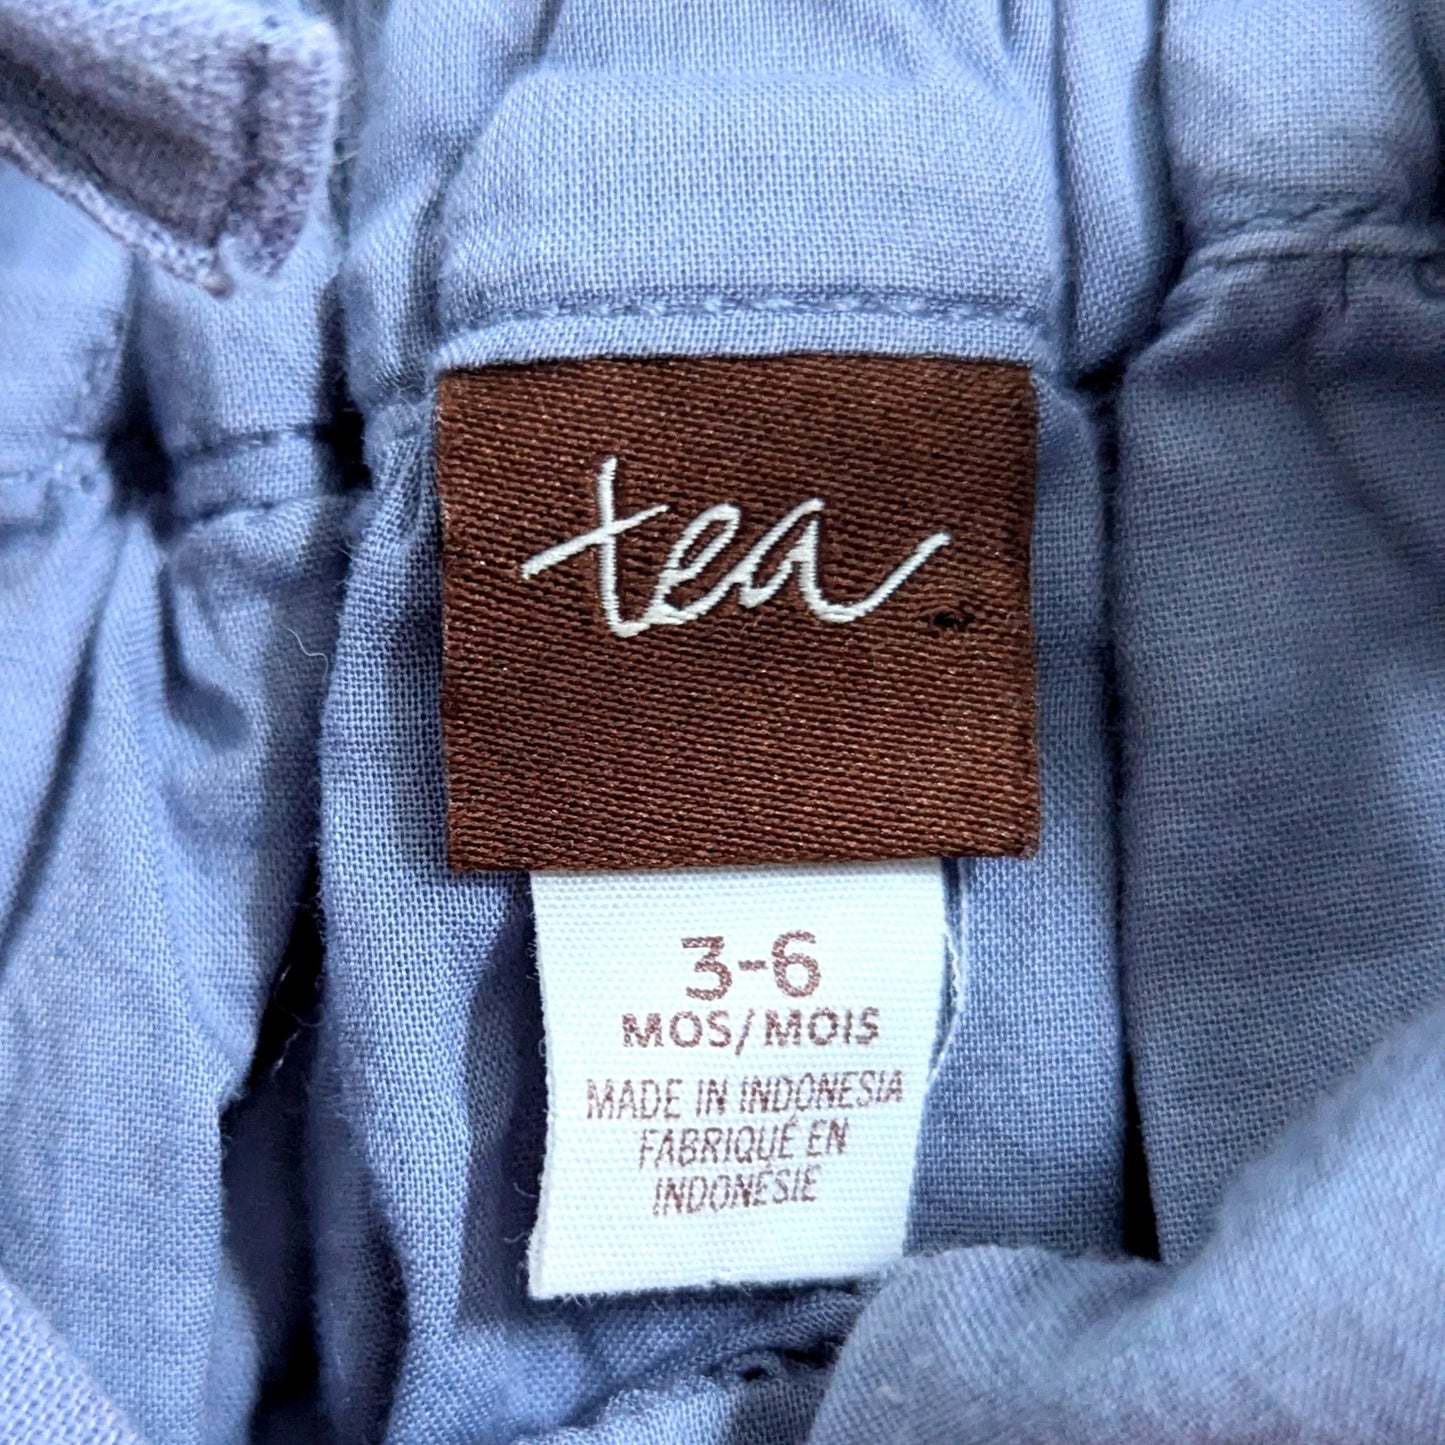 tea
3-6
MOS/MOIS
MADE IN INDONESIA
FABRIQUÉ EN
INDONÉSIE